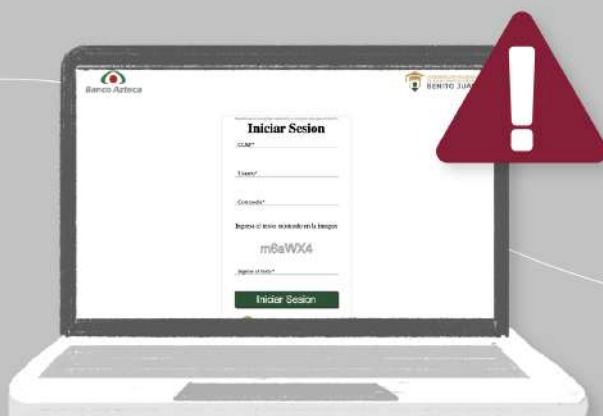 Banco Azteca
BENITO JUÁ
Iniciar Sesion
CURP*
Usuario*
Contraseña*
Ingresa el texto mostrado en la imagen
m6aWX4
Ingrese el texto*
Iniciar Sesion
!